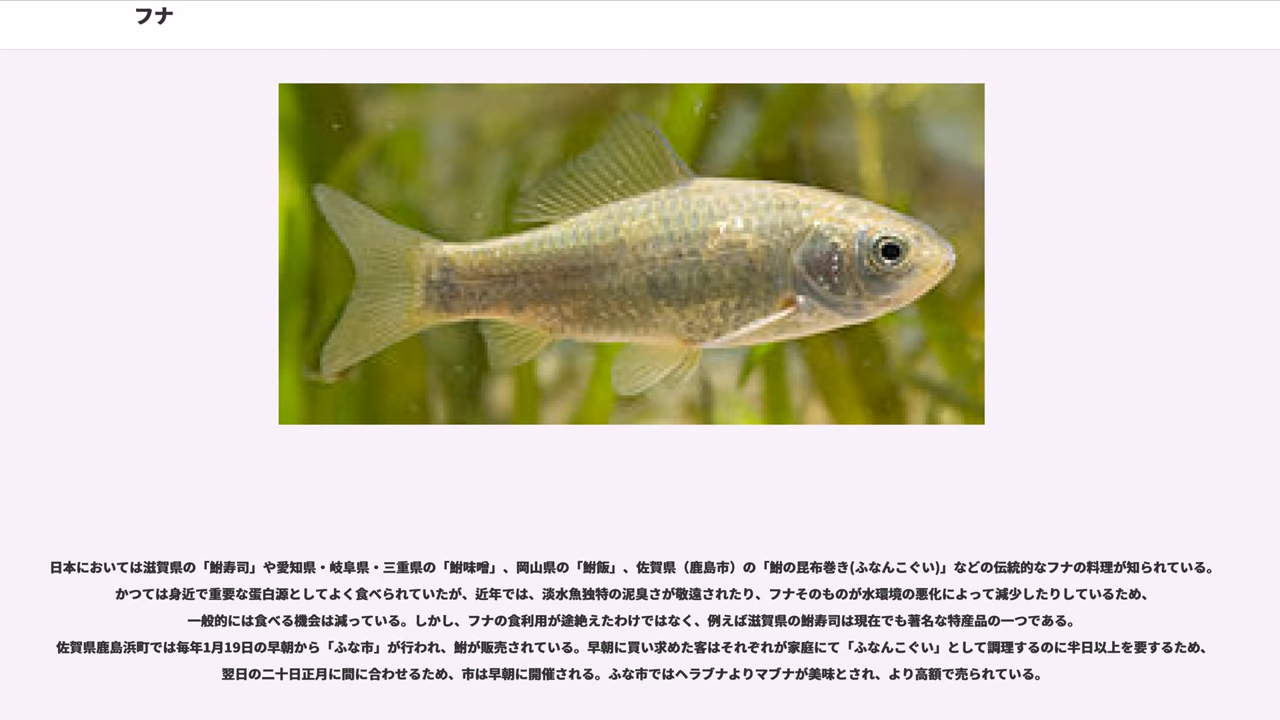 フナ
日本においては滋賀県の「鮒寿司」や愛知県・岐阜県・三重県の「鮒味噌」、岡山県の「鮒飯」、佐賀県（鹿島市）の「鮒の昆布巻き(ふなんこぐい)」などの伝統的なフナの料理が知られている。
かつては身近で重要な蛋白源としてよく食べられていたが、近年では、淡水魚独特の泥臭さが敬遠されたり、フナそのものが水環境の悪化によって減少したりしているため、
一般的には食べる機会は減っている。しかし、フナの食利用が途絶えたわけではなく、例えば滋賀県の鮒寿司は現在でも著名な特産品の一つである。
佐賀県鹿島浜町では毎年1月19日の早朝から「ふな市」が行われ、鮒が販売されている。早朝に買い求めた客はそれぞれが家庭にて「ふなんこぐい」として調理するのに半日以上を要するため、
翌日の二十日正月に間に合わせるため、市は早朝に開催される。ふな市ではヘラブナよりマブナが美味とされ、より高額で売られている。